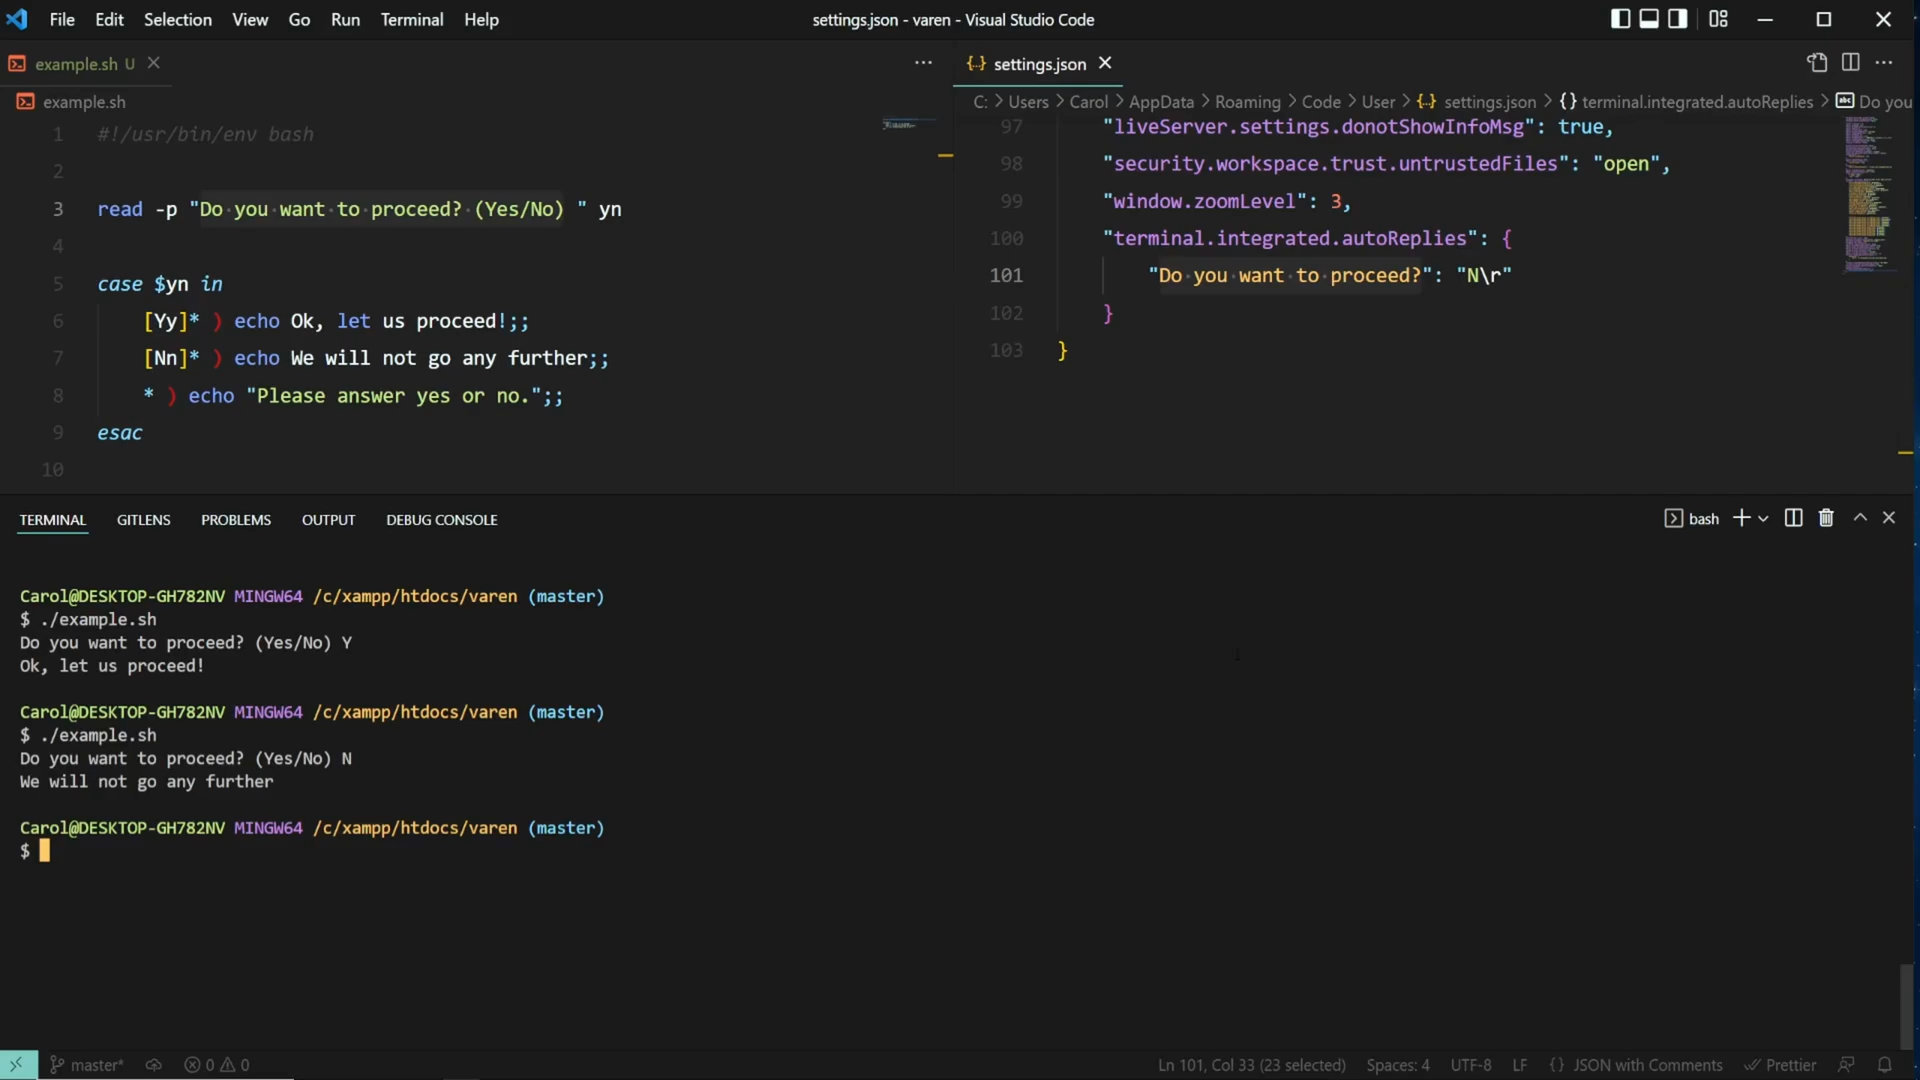 File Edit Selection View Go Run Terminal Help
settings.json - varen - Visual Studio Code
example.sh U
example.sh
1 #!/usr/bin/env bash
2
3 read -p "Do you want to proceed? (Yes/No) " yn
4
5 case $yn in
6 [Yy]* ) echo Ok, let us proceed!;;
7 [Nn]* ) echo We will not go any further;;
8 * ) echo "Please answer yes or no.";;
9 esac
10
{..} settings.json
C: > Users > Carol > AppData > Roaming > Code > User > {..} settings.json > {} terminal.integrated.autoReplies > abc Do you
97 "liveServer.settings.donotShowInfoMsg": true,
98 "security.workspace.trust.untrustedFiles": "open",
99 "window.zoomLevel": 3,
100 "terminal.integrated.autoReplies": {
101 "Do you want to proceed?": "N\r"
102 }
103 }
TERMINAL GITLENS PROBLEMS OUTPUT DEBUG CONSOLE
bash
Carol@DESKTOP-GH782NV MINGW64 /c/xampp/htdocs/varen (master)
$ ./example.sh
Do you want to proceed? (Yes/No) Y
Ok, let us proceed!
Carol@DESKTOP-GH782NV MINGW64 /c/xampp/htdocs/varen (master)
$ ./example.sh
Do you want to proceed? (Yes/No) N
We will not go any further
Carol@DESKTOP-GH782NV MINGW64 /c/xampp/htdocs/varen (master)
$
master* 0 0 Ln 101, Col 33 (23 selected) Spaces: 4 UTF-8 LF {} JSON with Comments Prettier